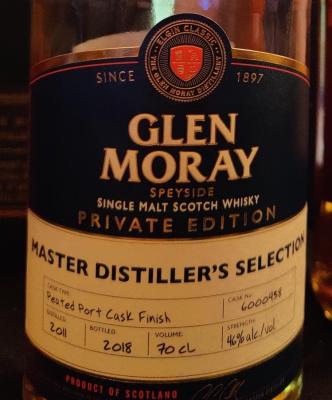 ELGIN CLASSIC
THE GLEN MORAY DISTILLERY
SINCE 1897
GLEN
MORAY
SPEYSIDE
SINGLE MALT SCOTCH WHISKY
PRIVATE EDITION
MASTER DISTILLER'S SELECTION
CASK TYPE: CASK No.
Peated Port Cask Finish 6000458
DISTILLED: BOTTLED: VOLUME: STRENGTH:
2011 2018 70 cL 46% alc/vol
PRODUCT OF SCOTLAND